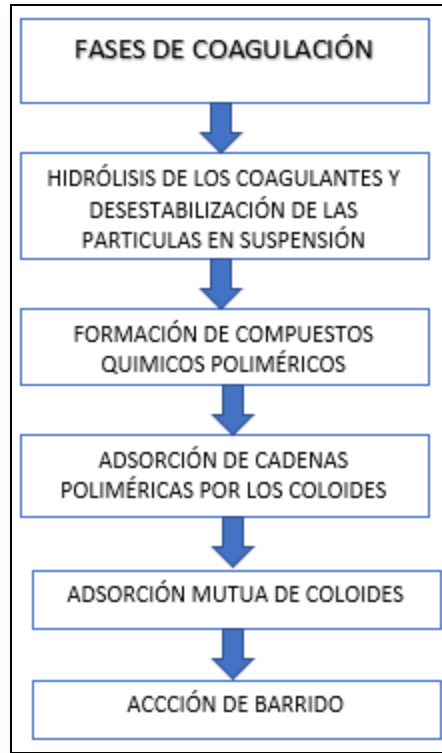 FASES DE COAGULACIÓN
HIDRÓLISIS DE LOS COAGULANTES Y
DESESTABILIZACIÓN DE LAS
PARTICULAS EN SUSPENSIÓN
FORMACIÓN DE COMPUESTOS
QUIMICOS POLIMÉRICOS
ADSORCIÓN DE CADENAS
POLIMÉRICAS POR LOS COLOIDES
ADSORCIÓN MUTUA DE COLOIDES
ACCCIÓN DE BARRIDO